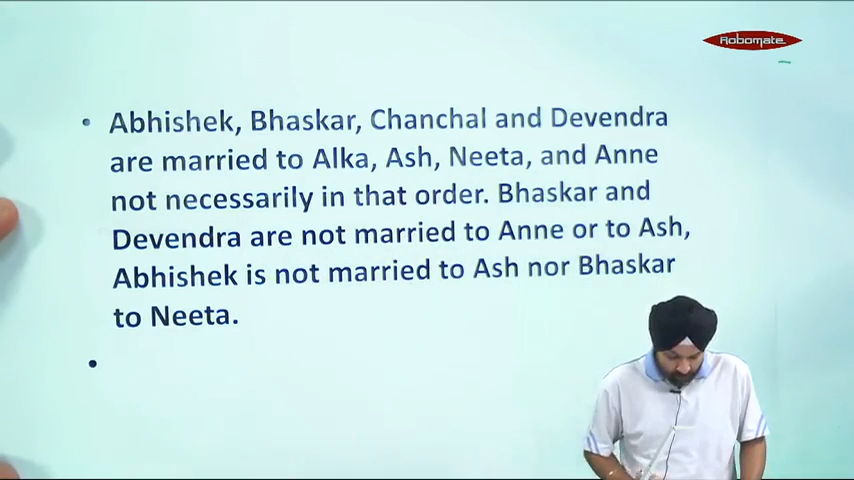 Robomate
• Abhishek, Bhaskar, Chanchal and Devendra
are married to Alka, Ash, Neeta, and Anne
not necessarily in that order. Bhaskar and
Devendra are not married to Anne or to Ash,
Abhishek is not married to Ash nor Bhaskar
to Neeta.
•